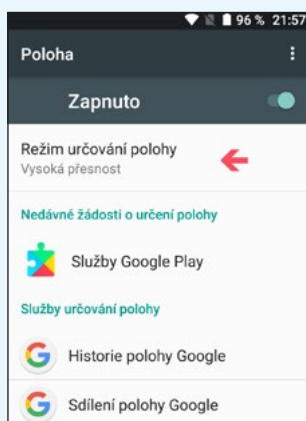 96 % 21:57
Poloha
Zapnuto
Režim určování polohy
Vysoká přesnost
Nedávné žádosti o určení polohy
Služby Google Play
Služby určování polohy
Historie polohy Google
Sdílení polohy Google